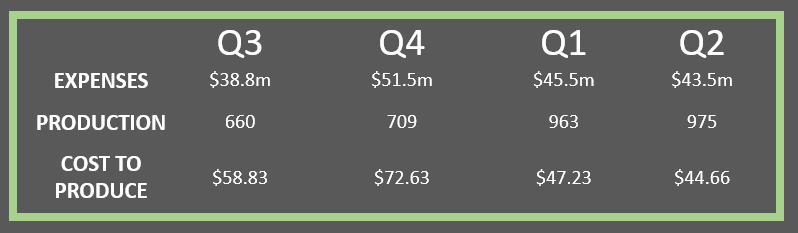 Q3 Q4 Q1 Q2
EXPENSES $38.8m $51.5m $45.5m $43.5m
PRODUCTION 660 709 963 975
COST TO
PRODUCE $58.83 $72.63 $47.23 $44.66